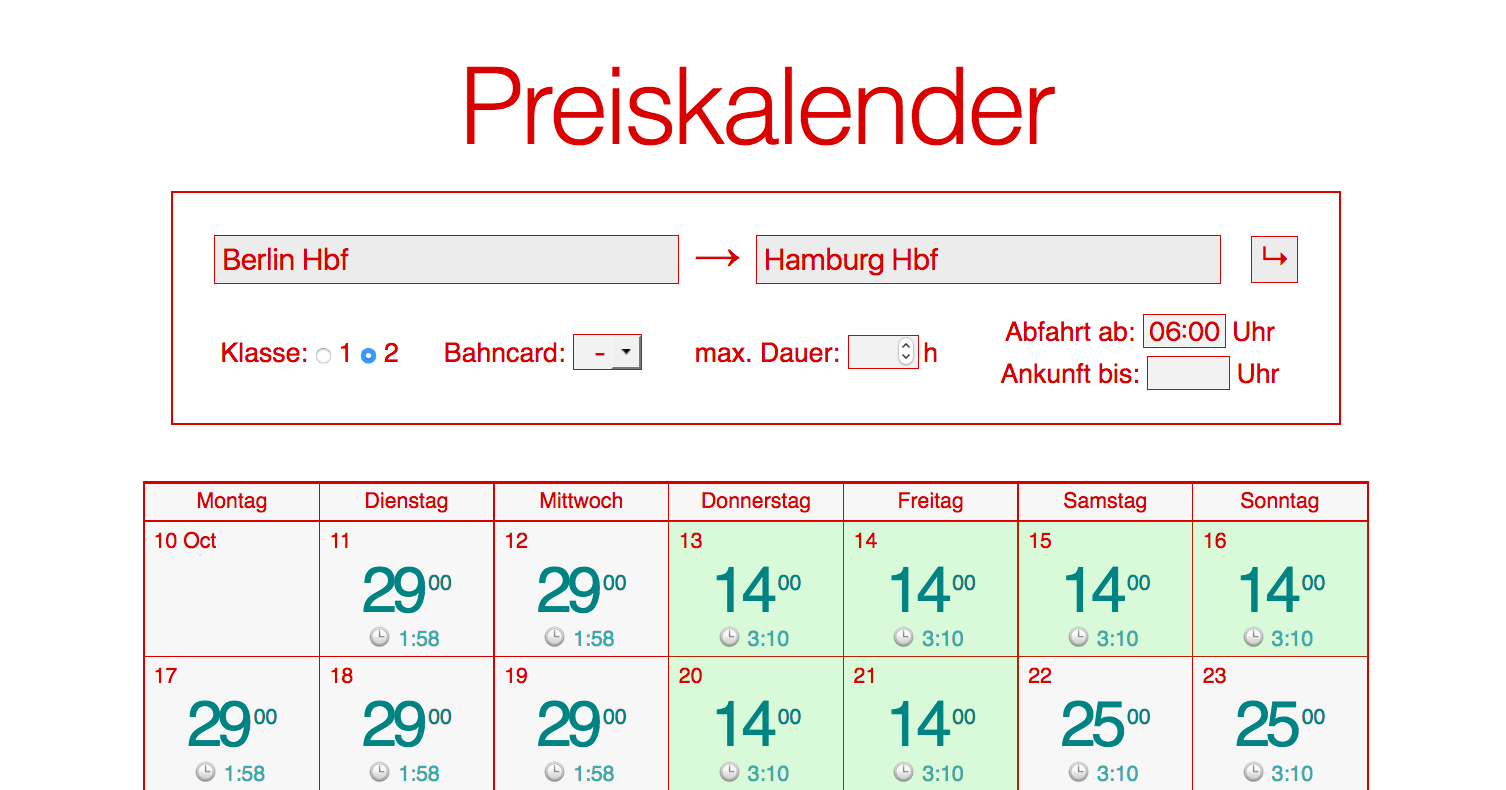 Preiskalender
Berlin Hbf → Hamburg Hbf ↳
Klasse: 1 2 Bahncard: - max. Dauer: h
Abfahrt ab: 06:00 Uhr
Ankunft bis: Uhr
Montag Dienstag Mittwoch Donnerstag Freitag Samstag Sonntag
10 Oct 11 12 13 14 15 16
29 00 29 00 14 00 14 00 14 00 14 00
1:58 1:58 3:10 3:10 3:10 3:10
17 18 19 20 21 22 23
29 00 29 00 29 00 14 00 14 00 25 00 25 00
1:58 1:58 1:58 3:10 3:10 3:10 3:10